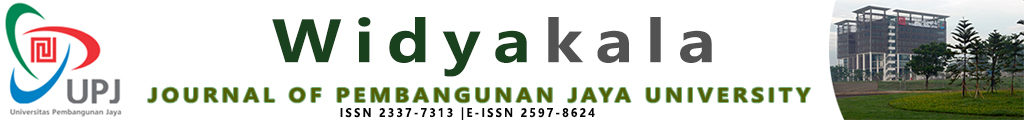 Widyakala
UPJ
Universitas Pembangunan Jaya
JOURNAL OF PEMBANGUNAN JAYA UNIVERSITY
ISSN 2337-7313 |E-ISSN 2597-8624